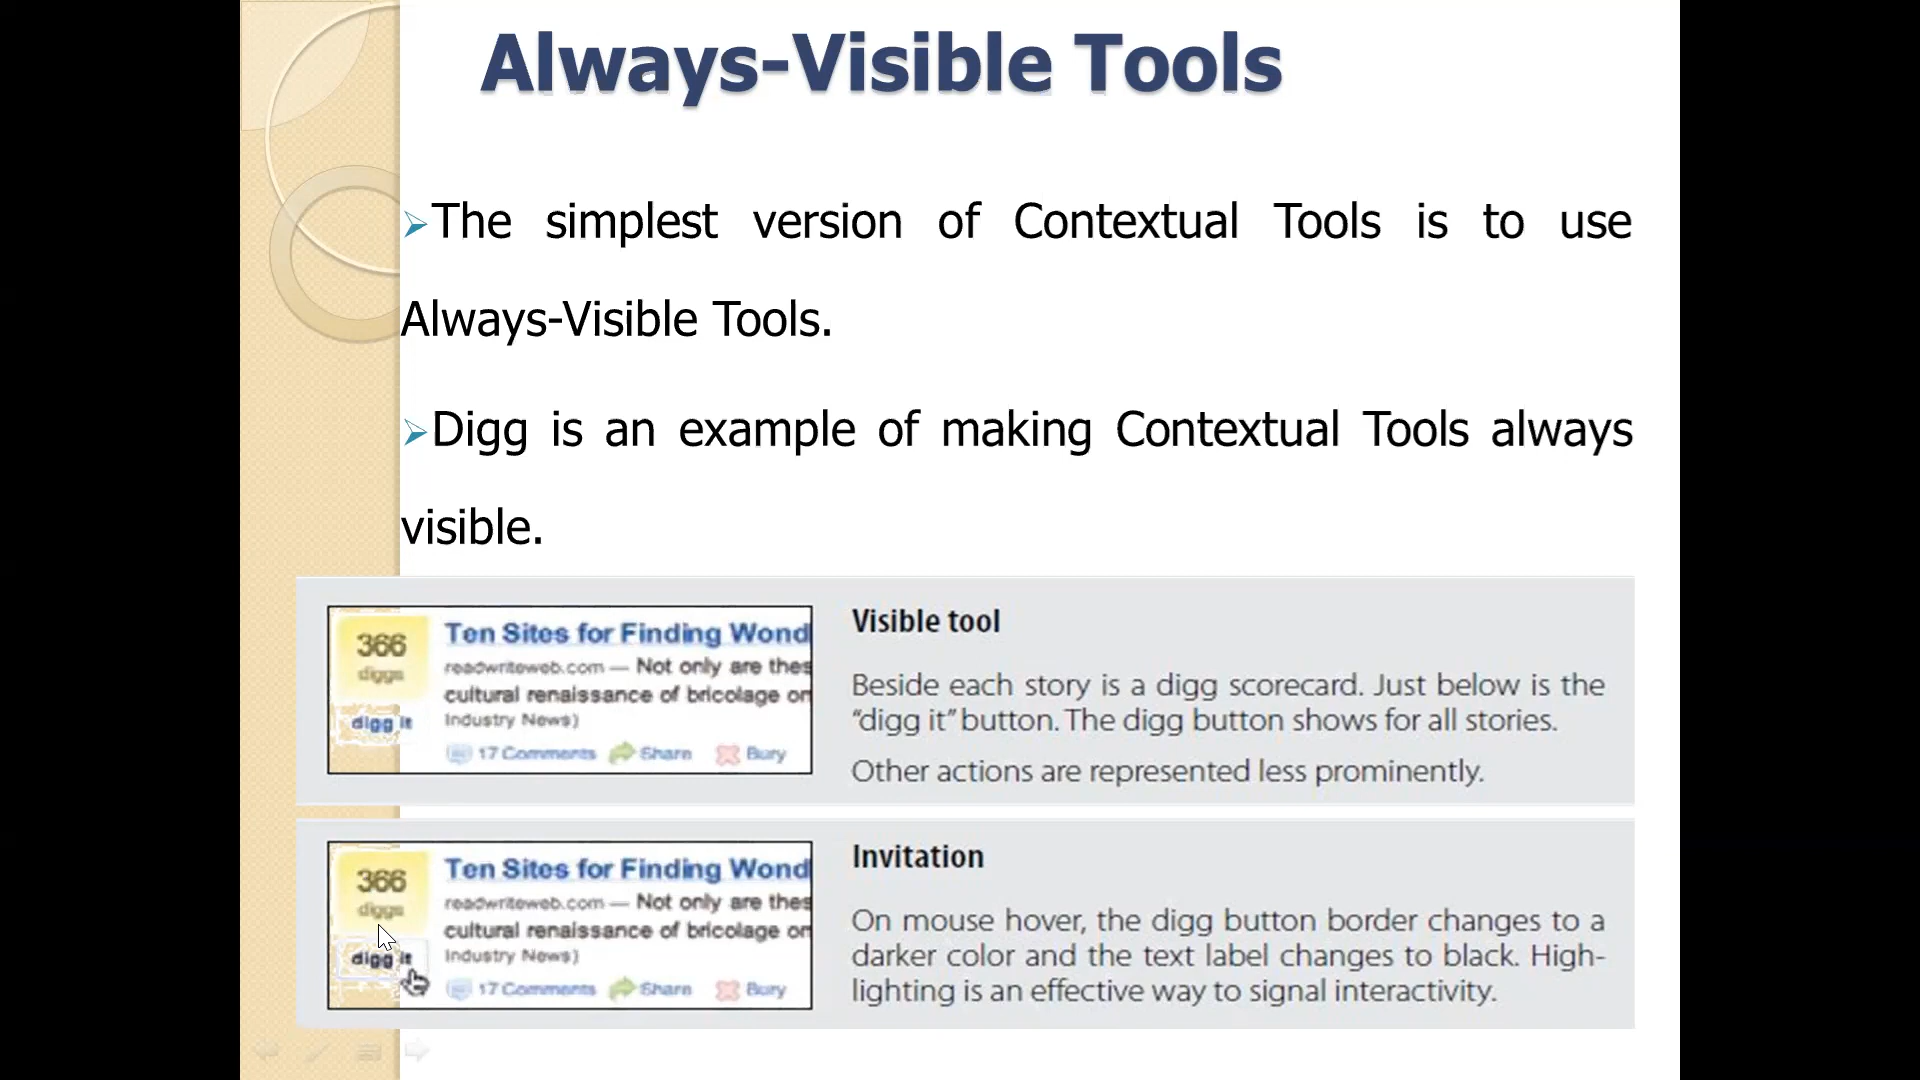 Always-Visible Tools
➢The simplest version of Contextual Tools is to use
Always-Visible Tools.
➢Digg is an example of making Contextual Tools always
visible.
366
diggs
digg it
Ten Sites for Finding Wond
readwriteweb.com — Not only are thes
cultural renaissance of bricolage on
Industry News)
17 Comments Share Bury
Visible tool
Beside each story is a digg scorecard. Just below is the
“digg it” button. The digg button shows for all stories.
Other actions are represented less prominently.
366
diggs
digg it
Ten Sites for Finding Wond
readwriteweb.com — Not only are thes
cultural renaissance of bricolage on
Industry News)
17 Comments Share Bury
Invitation
On mouse hover, the digg button border changes to a
darker color and the text label changes to black. High-
lighting is an effective way to signal interactivity.